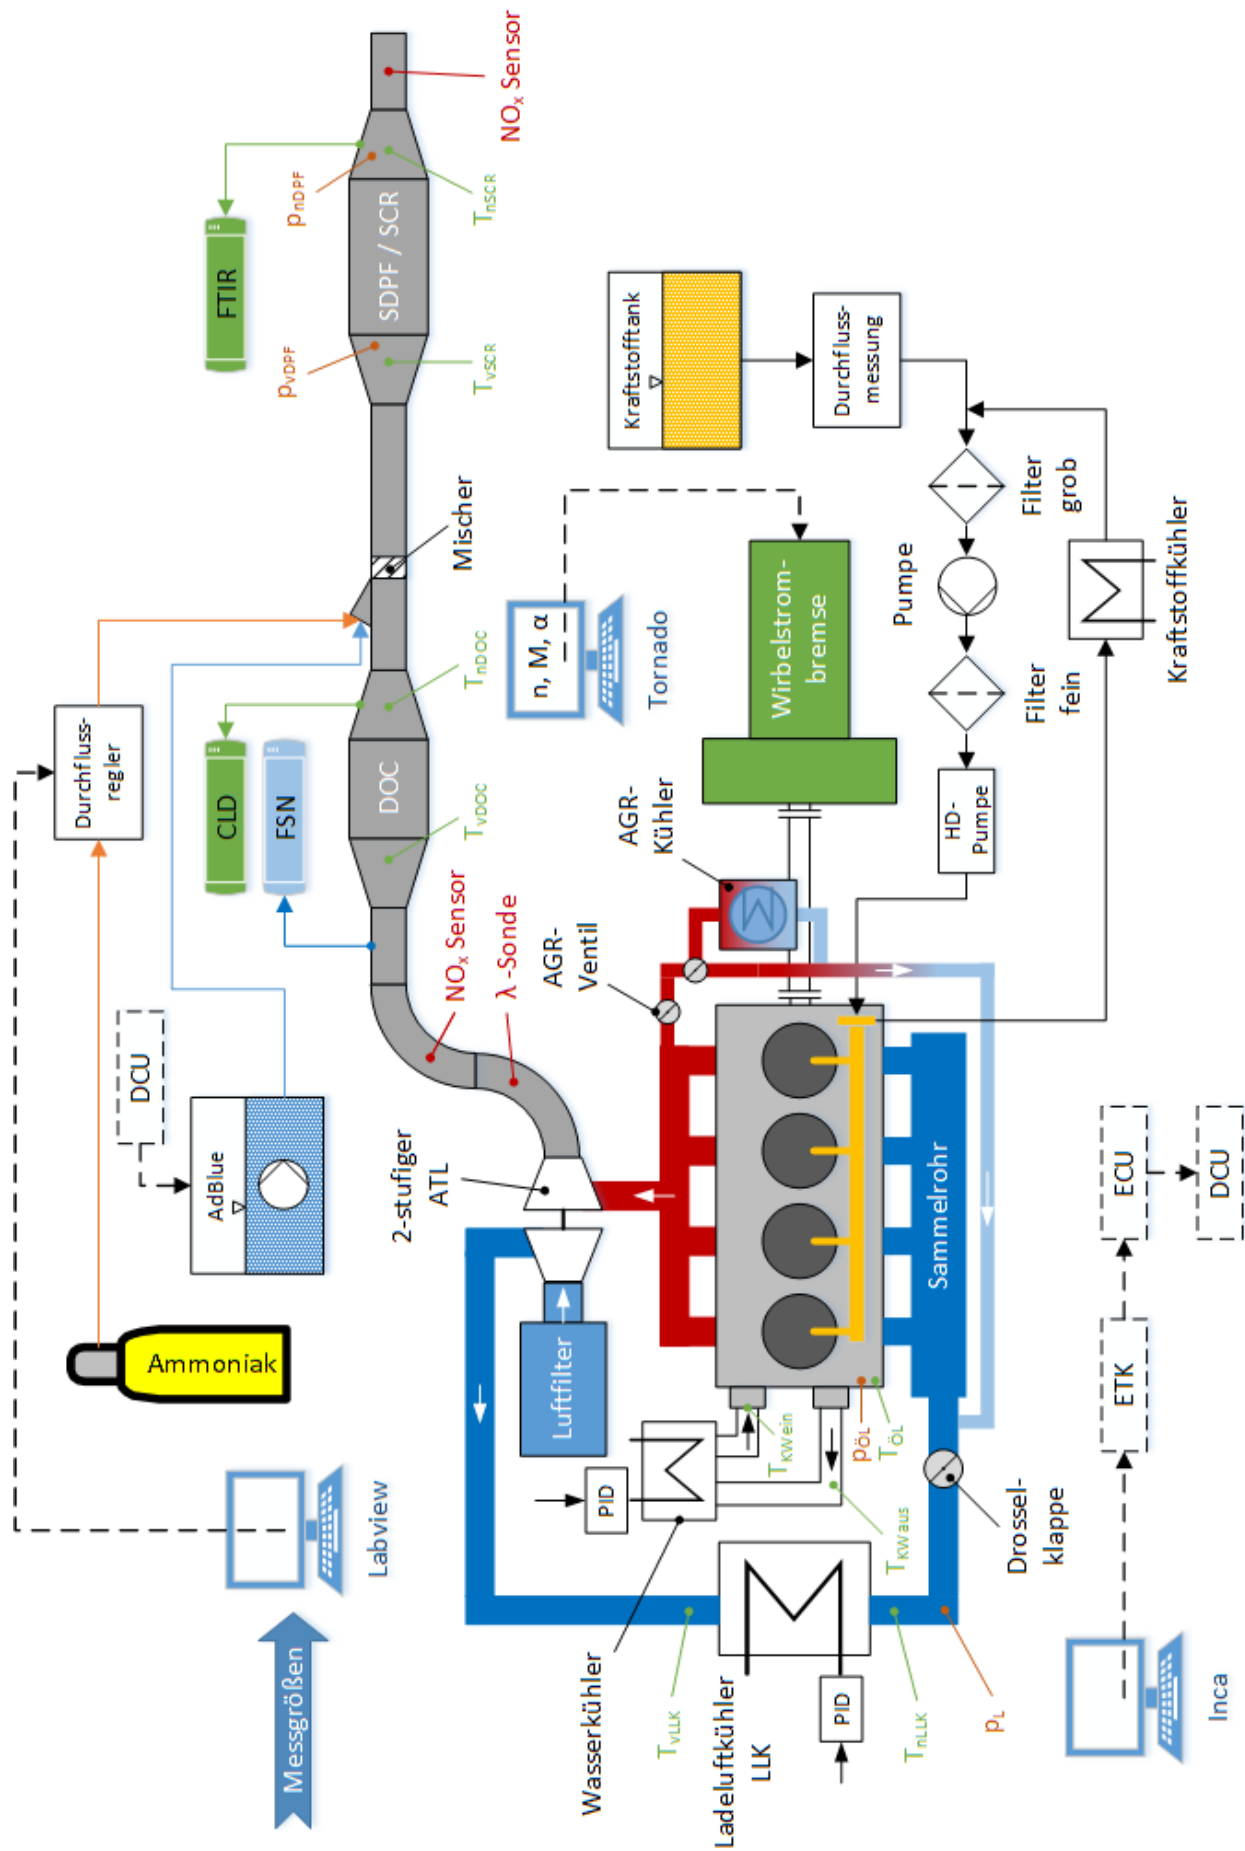 Messgrößen
Labview
Ammoniak
AdBlue
DCU
Durchfluss-
regler
CLD
FSN
FTIR
NOx Sensor
λ -Sonde
TvDOC
DOC
TnDOC
Mischer
pvDPF
TvSCR
SDPF / SCR
pnDPF
TnSCR
NOx Sensor
2-stufiger
ATL
Luftfilter
AGR-
Ventil
AGR-
Kühler
n, M, α
Tornado
Wirbelstrom-
bremse
Kraftstofftank
Durchfluss-
messung
Filter
grob
Pumpe
Filter
fein
HD-
Pumpe
Kraftstoffkühler
Wasserkühler
PID
TKWein
TKWaus
pÖL
TÖL
TvLLK
Ladeluftkühler
LLK
PID
TnLLK
pL
Drossel-
klappe
Sammelrohr
Inca
ETK
ECU
DCU